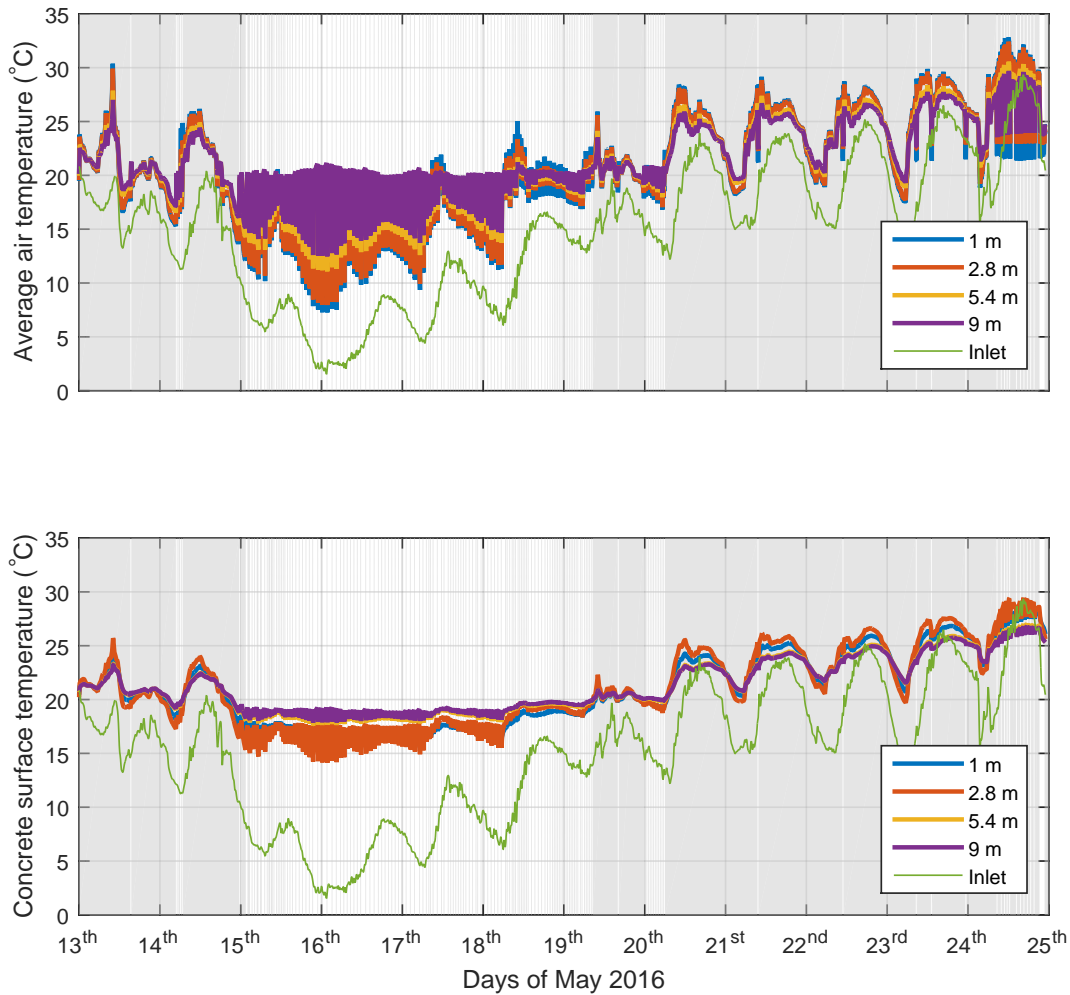 Average air temperature (°C)
35
30
25
20
15
10
5
0
1 m
2.8 m
5.4 m
9 m
Inlet
Concrete surface temperature (°C)
35
30
25
20
15
10
5
0
1 m
2.8 m
5.4 m
9 m
Inlet
13th 14th 15th 16th 17th 18th 19th 20th 21st 22nd 23rd 24th 25th
Days of May 2016